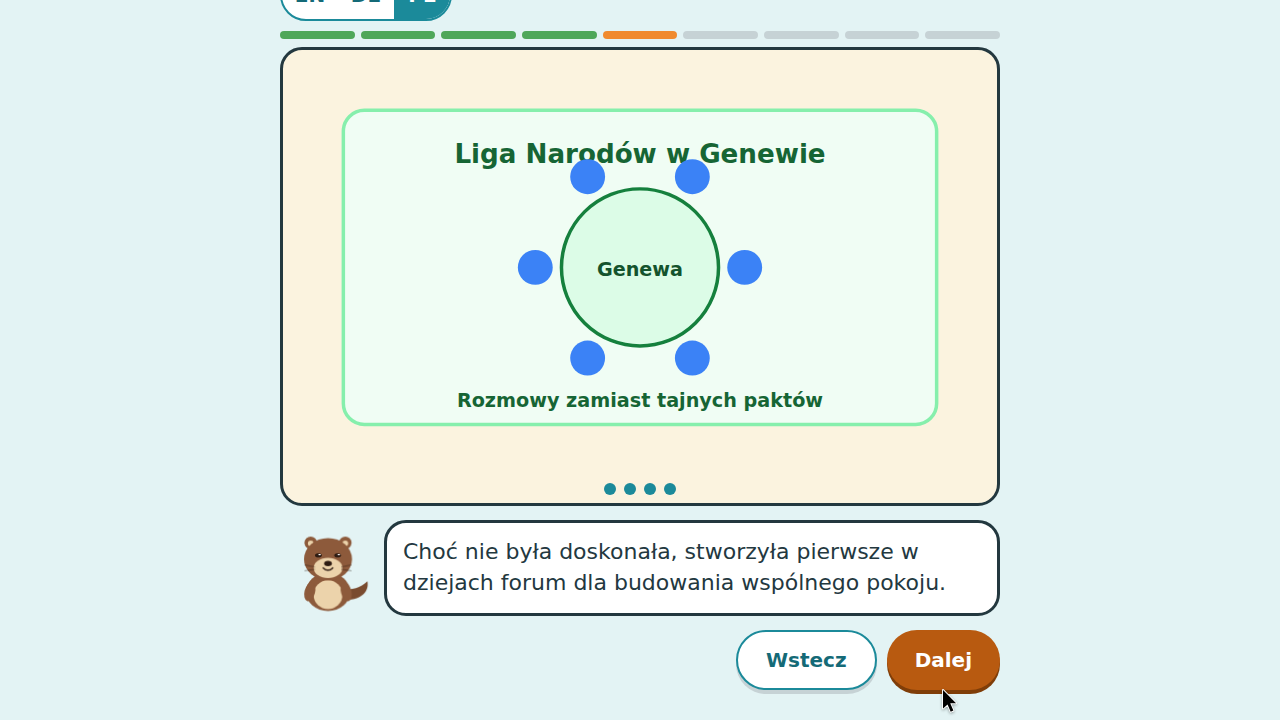 Liga Narodów w Genewie
Genewa
Rozmowy zamiast tajnych paktów
Choć nie była doskonała, stworzyła pierwsze w
dziejach forum dla budowania wspólnego pokoju.
Wstecz
Dalej